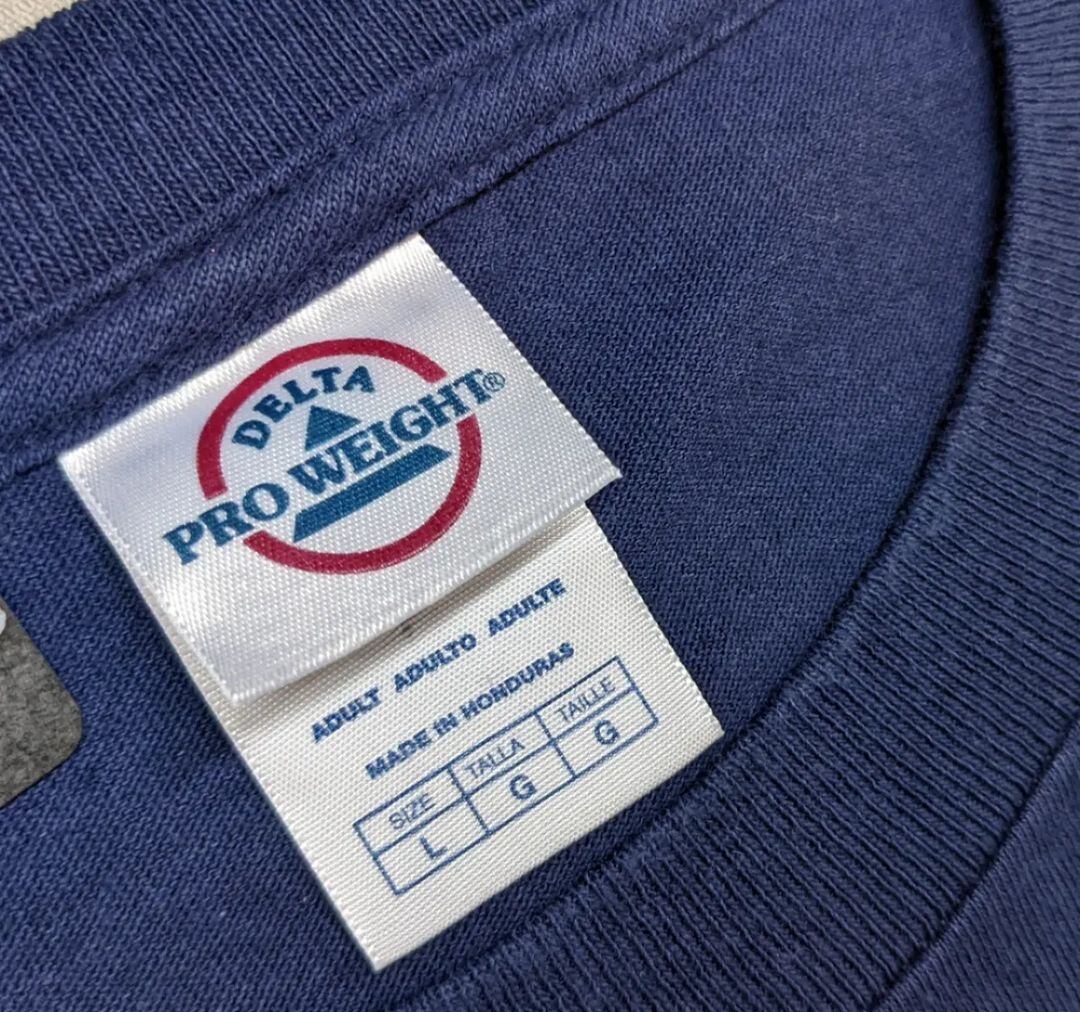 DELTA
PRO WEIGHT®
ADULT ADULTO ADULTE
MADE IN HONDURAS
SIZE TALLA TAILLE
L G G